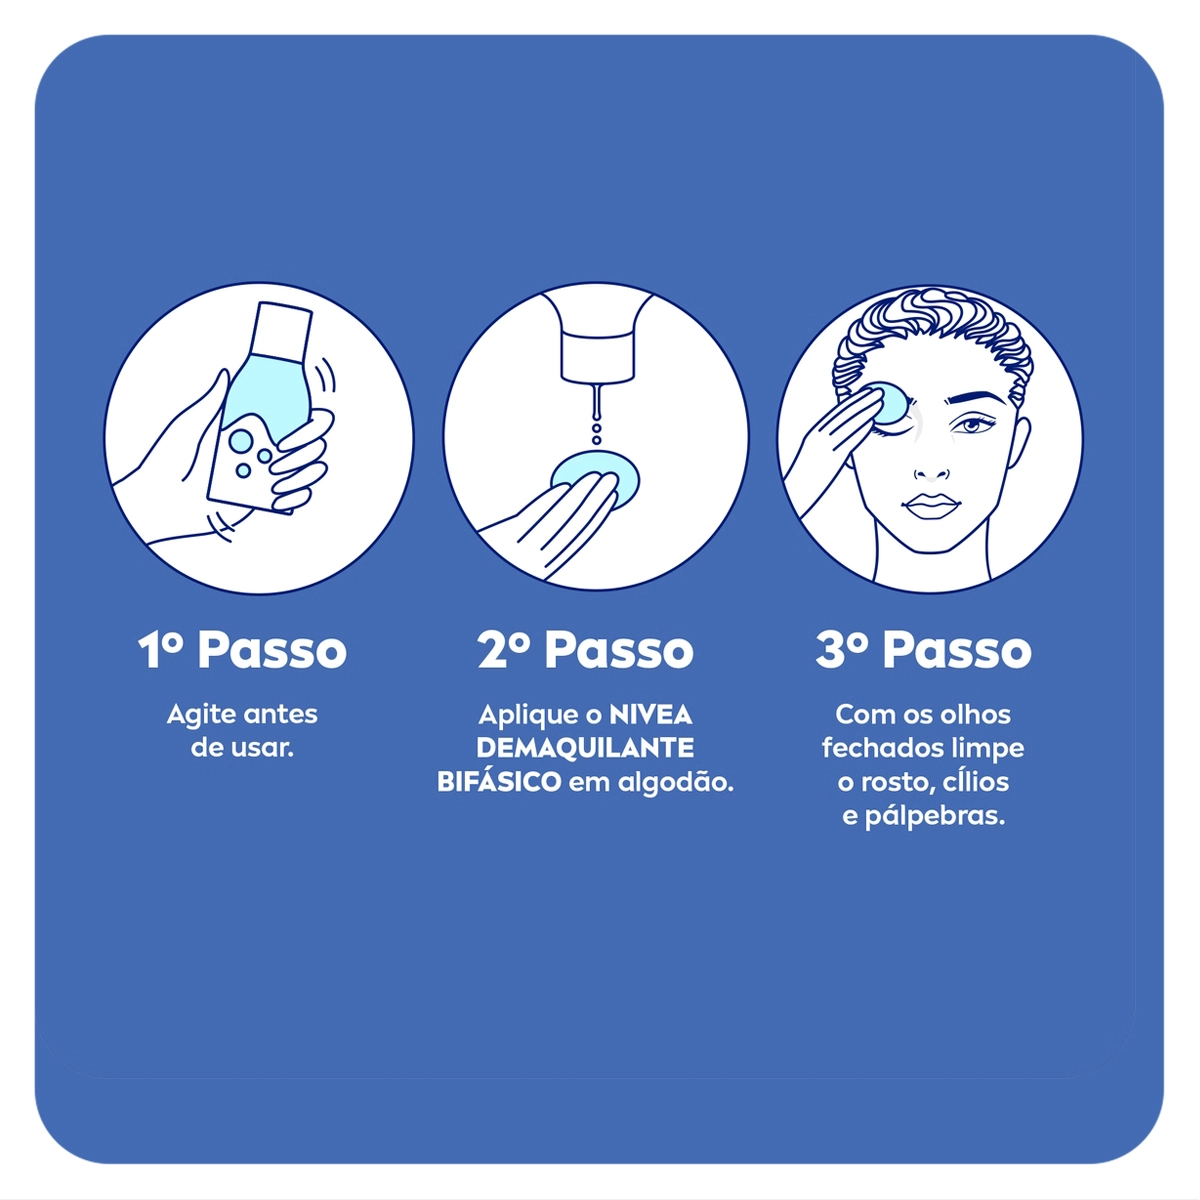 1º Passo
Agite antes
de usar.
2º Passo
Aplique o NIVEA
DEMAQUILANTE
BIFÁSICO em algodão.
3º Passo
Com os olhos
fechados limpe
o rosto, cÍlios
e pálpebras.